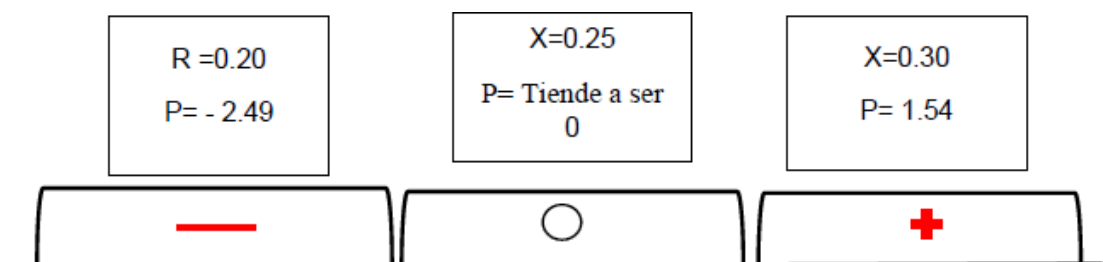 R =0.20
P= - 2.49
X=0.25
P= Tiende a ser
0
X=0.30
P= 1.54